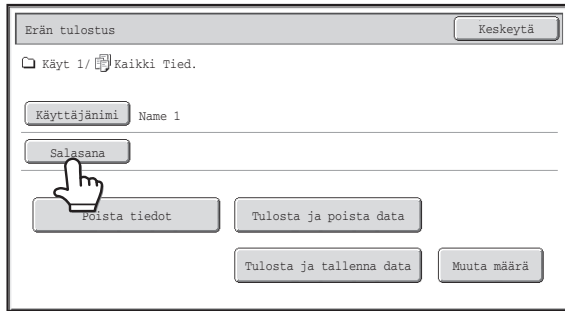 Erän tulostus Keskeytä
Käyt 1/ Kaikki Tied.
Käyttäjänimi Name 1
Salasana
Poista tiedot Tulosta ja poista data
Tulosta ja tallenna data Muuta määrä